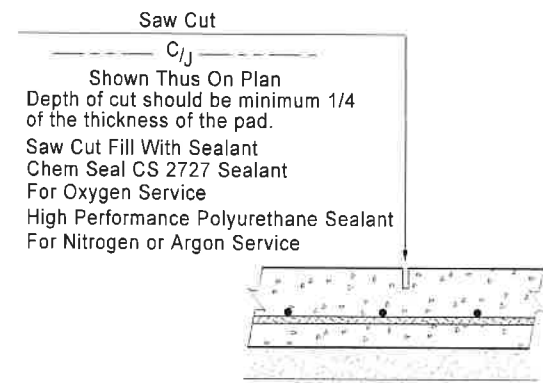 Saw Cut
C/J
Shown Thus On Plan
Depth of cut should be minimum 1/4
of the thickness of the pad.
Saw Cut Fill With Sealant
Chem Seal CS 2727 Sealant
For Oxygen Service
High Performance Polyurethane Sealant
For Nitrogen or Argon Service